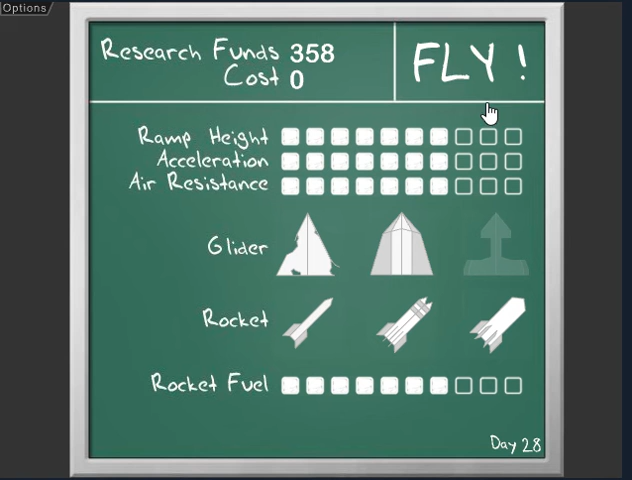 Options
Research Funds 358
Cost 0
FLY!
Ramp Height
Acceleration
Air Resistance
Glider
Rocket
Rocket Fuel
Day 28